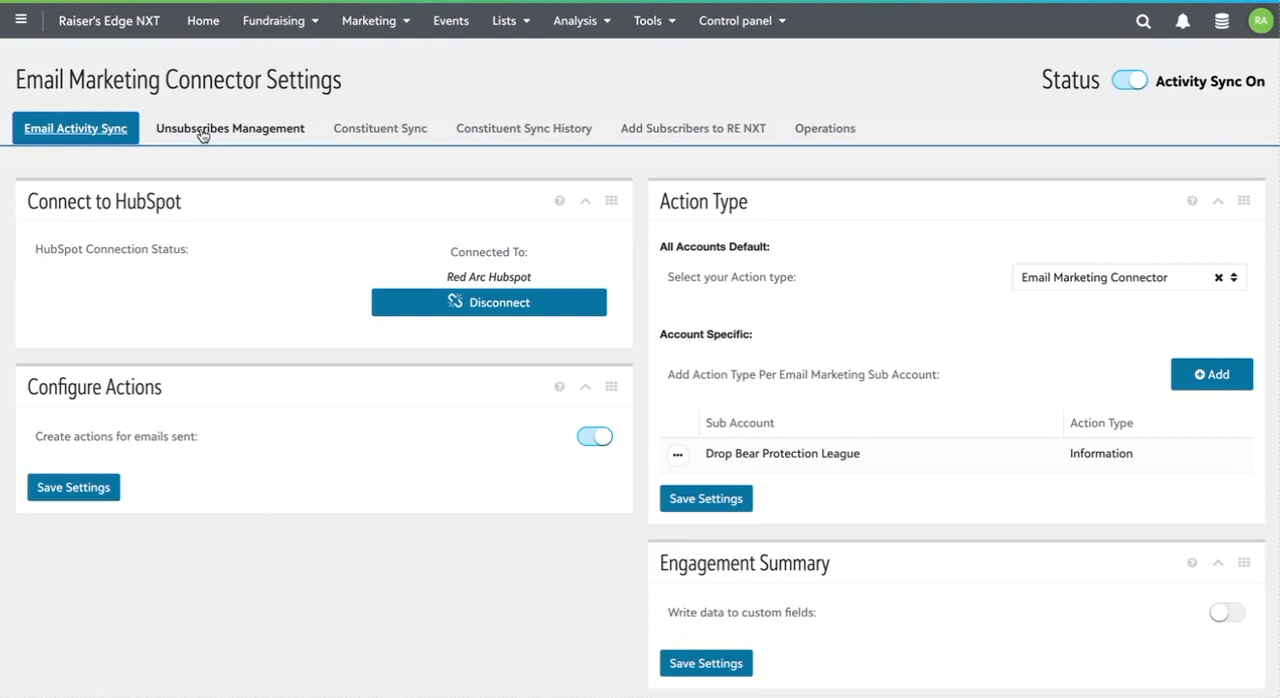 Raiser's Edge NXT Home Fundraising Marketing Events Lists Analysis Tools Control panel RA
Email Marketing Connector Settings
Status Activity Sync On
Email Activity Sync Unsubscribes Management Constituent Sync Constituent Sync History Add Subscribers to RE NXT Operations
Connect to HubSpot
HubSpot Connection Status:
Connected To:
Red Arc Hubspot
Disconnect
Configure Actions
Create actions for emails sent:
Save Settings
Action Type
All Accounts Default:
Select your Action type: Email Marketing Connector
Account Specific:
Add Action Type Per Email Marketing Sub Account: Add
Sub Account Action Type
Drop Bear Protection League Information
Save Settings
Engagement Summary
Write data to custom fields:
Save Settings